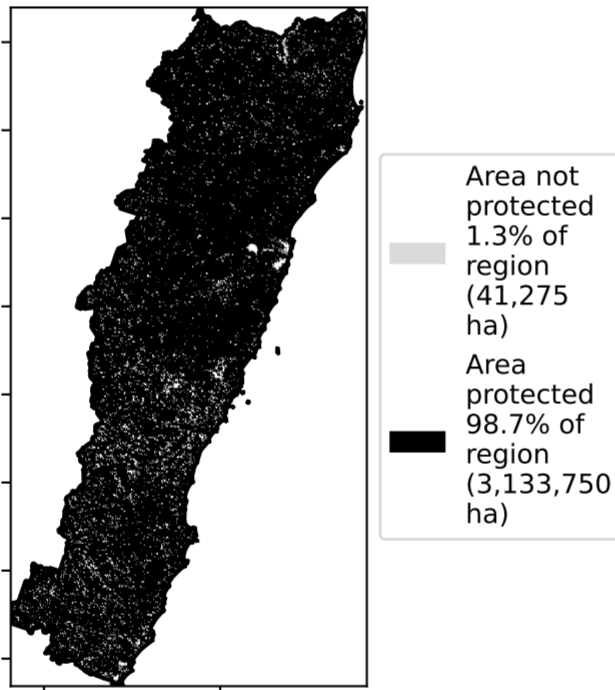 Area not
protected
1.3% of
region
(41,275
ha)
Area
protected
98.7% of
region
(3,133,750
ha)